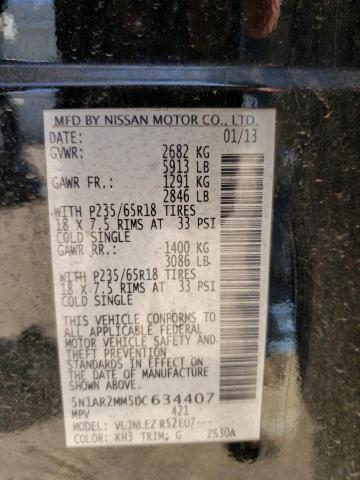 MFD BY NISSAN MOTOR CO., LTD.
DATE: 01/13
GVWR: 2682 KG
5913 LB
GAWR FR.: 1291 KG
2846 LB
WITH P235/65R18 TIRES
18 X 7.5 RIMS AT 33 PSI
COLD SINGLE
GAWR RR.: 1400 KG
3086 LB
WITH P235/65R18 TIRES
18 X 7.5 RIMS AT 33 PSI
COLD SINGLE
THIS VEHICLE CONFORMS TO
ALL APPLICABLE FEDERAL
MOTOR VEHICLE SAFETY AND
THEFT PREVENTION
STANDARDS IN EFFECT ON
THE DATE OF MANUFACTURE
SHOWN ABOVE.
5N1AR2MM5DC634407
MPV 421
MODEL: VLJNLEZ R52EU7---
COLOR: KH3 TRIM; G ZS30A